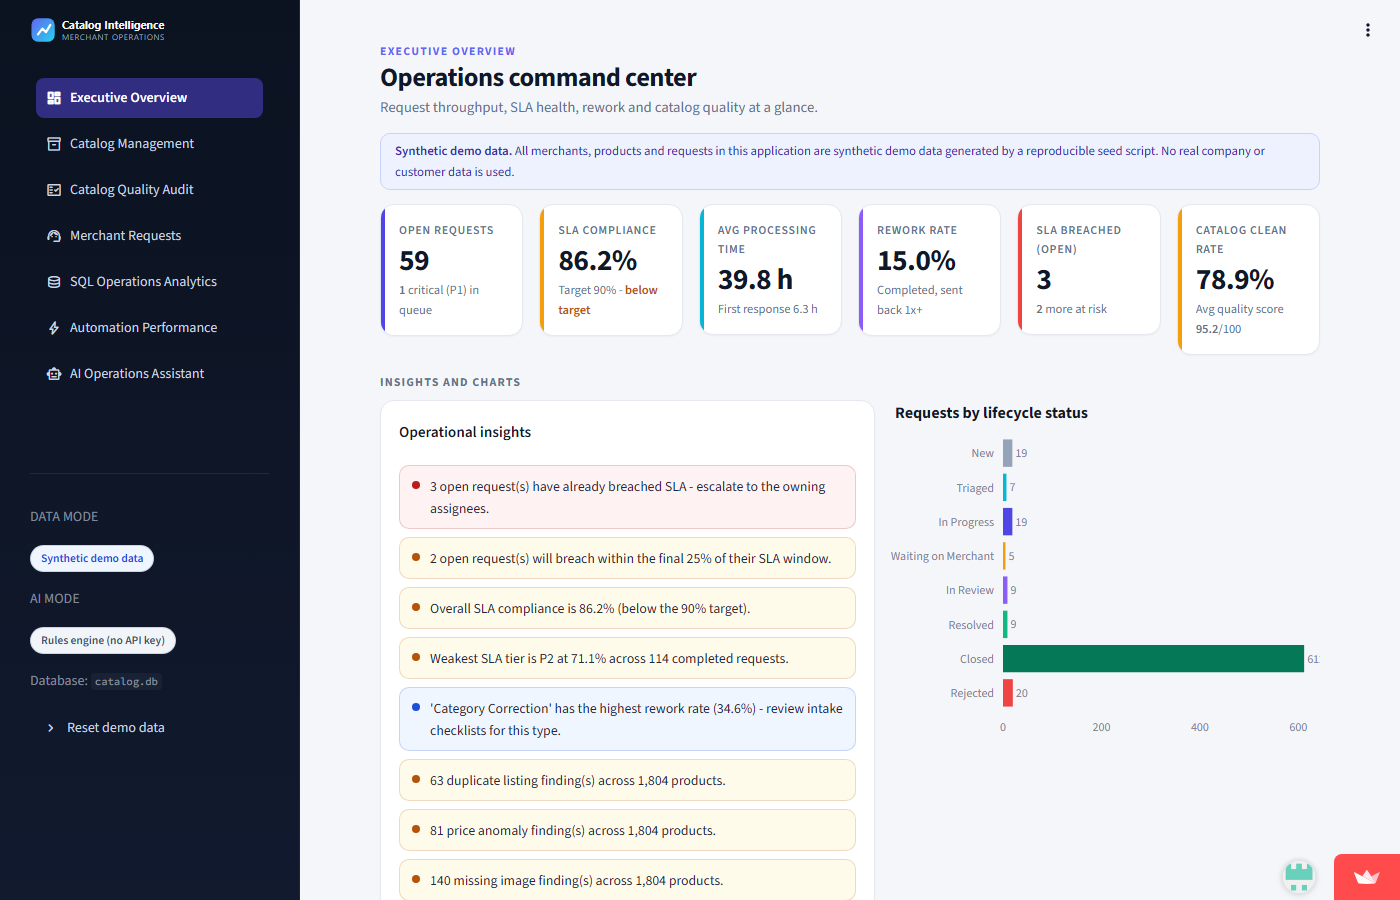 Catalog Intelligence
MERCHANT OPERATIONS
Executive Overview
Catalog Management
Catalog Quality Audit
Merchant Requests
SQL Operations Analytics
Automation Performance
AI Operations Assistant
DATA MODE
Synthetic demo data
AI MODE
Rules engine (no API key)
Database: catalog.db
Reset demo data
EXECUTIVE OVERVIEW
Operations command center
Request throughput, SLA health, rework and catalog quality at a glance.
Synthetic demo data. All merchants, products and requests in this application are synthetic demo data generated by a reproducible seed script. No real company or
customer data is used.
OPEN REQUESTS
59
1 critical (P1) in
queue
SLA COMPLIANCE
86.2%
Target 90% - below
target
AVG PROCESSING
TIME
39.8 h
First response 6.3 h
REWORK RATE
15.0%
Completed, sent
back 1x+
SLA BREACHED
(OPEN)
3
2 more at risk
CATALOG CLEAN
RATE
78.9%
Avg quality score
95.2/100
INSIGHTS AND CHARTS
Operational insights
3 open request(s) have already breached SLA - escalate to the owning
assignees.
2 open request(s) will breach within the final 25% of their SLA window.
Overall SLA compliance is 86.2% (below the 90% target).
Weakest SLA tier is P2 at 71.1% across 114 completed requests.
'Category Correction' has the highest rework rate (34.6%) - review intake
checklists for this type.
63 duplicate listing finding(s) across 1,804 products.
81 price anomaly finding(s) across 1,804 products.
140 missing image finding(s) across 1,804 products.
Requests by lifecycle status
New 19
Triaged 7
In Progress 19
Waiting on Merchant 5
In Review 9
Resolved 9
Closed
Rejected 20
0 200 400 600